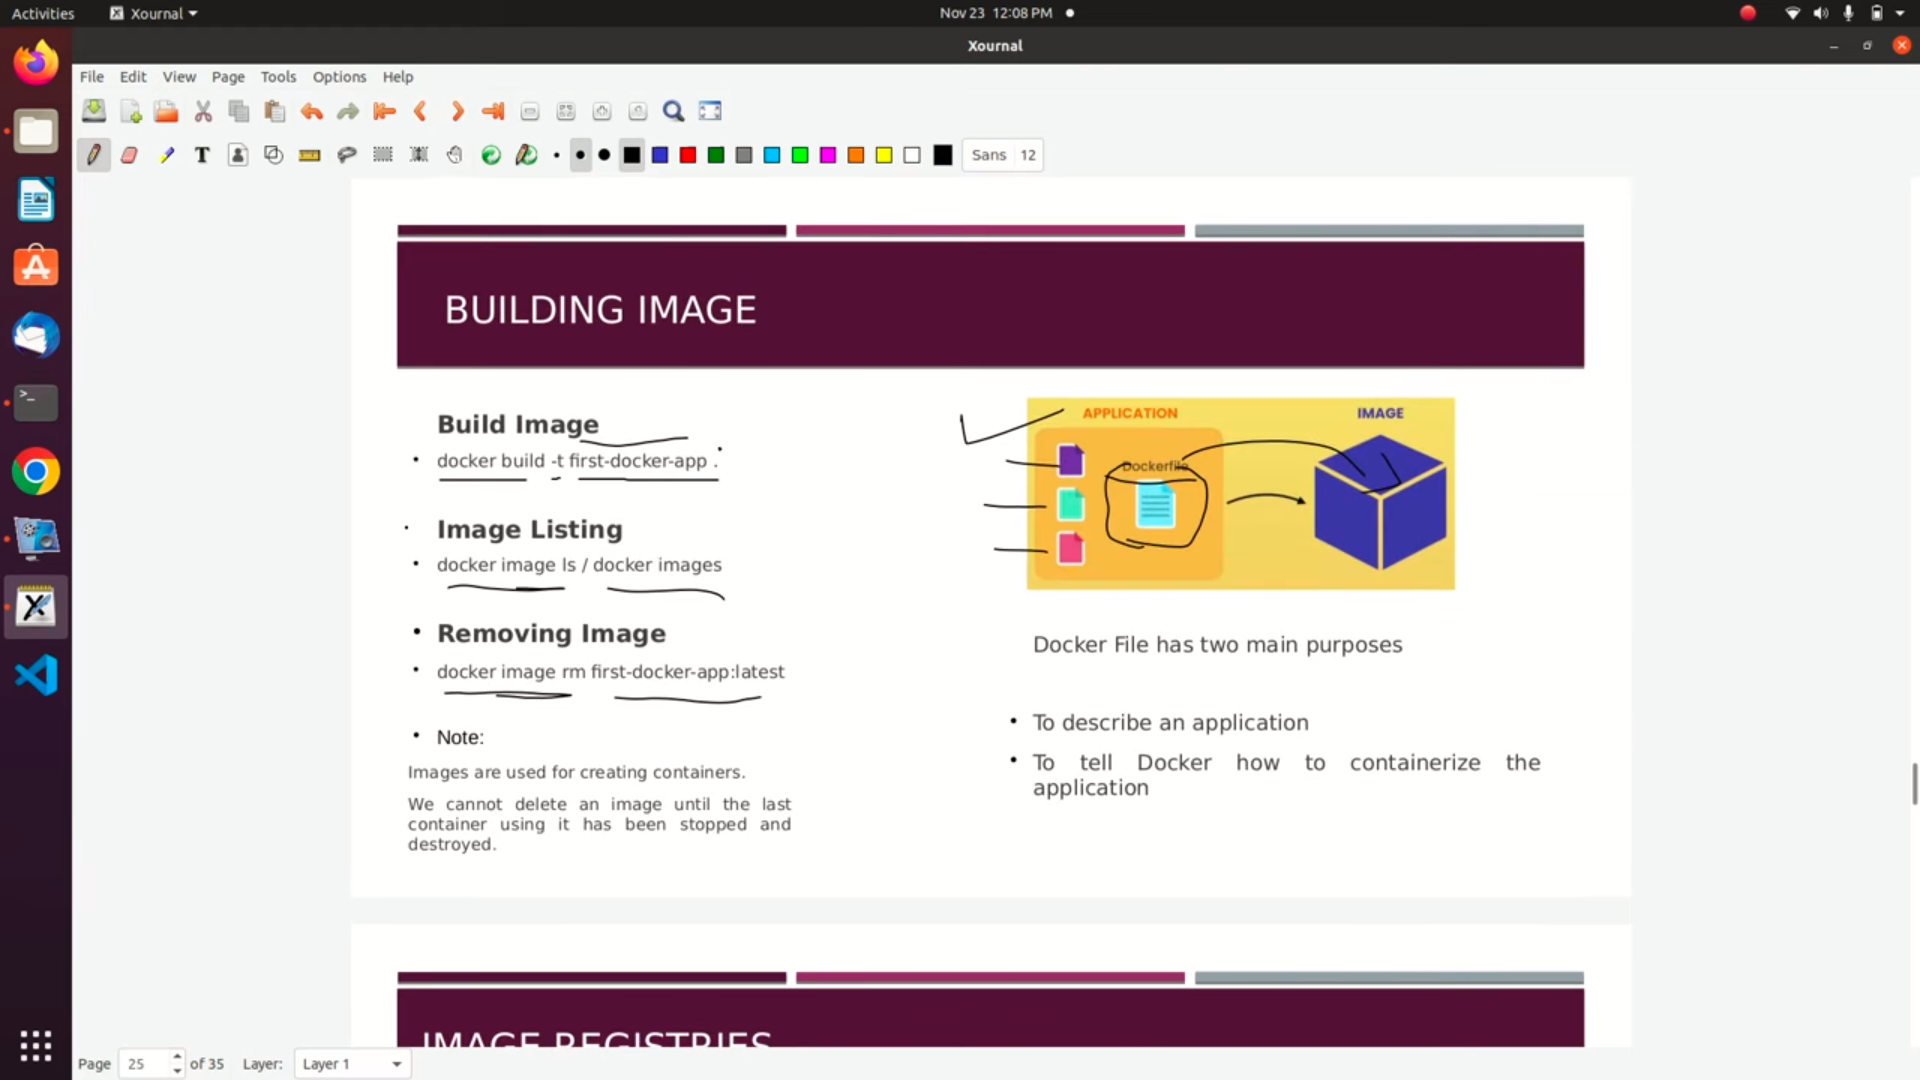 Activities Xournal Nov 23 12:08 PM
Xournal
File Edit View Page Tools Options Help
T Sans 12
BUILDING IMAGE
Build Image
• docker build -t first-docker-app .
Image Listing
• docker image ls / docker images
• Removing Image
• docker image rm first-docker-app:latest
• Note:
Images are used for creating containers.
We cannot delete an image until the last
container using it has been stopped and
destroyed.
APPLICATION IMAGE
Dockerfile
Docker File has two main purposes
• To describe an application
• To tell Docker how to containerize the
application
IMAGE REGISTRIES
Page 25 of 35 Layer: Layer 1